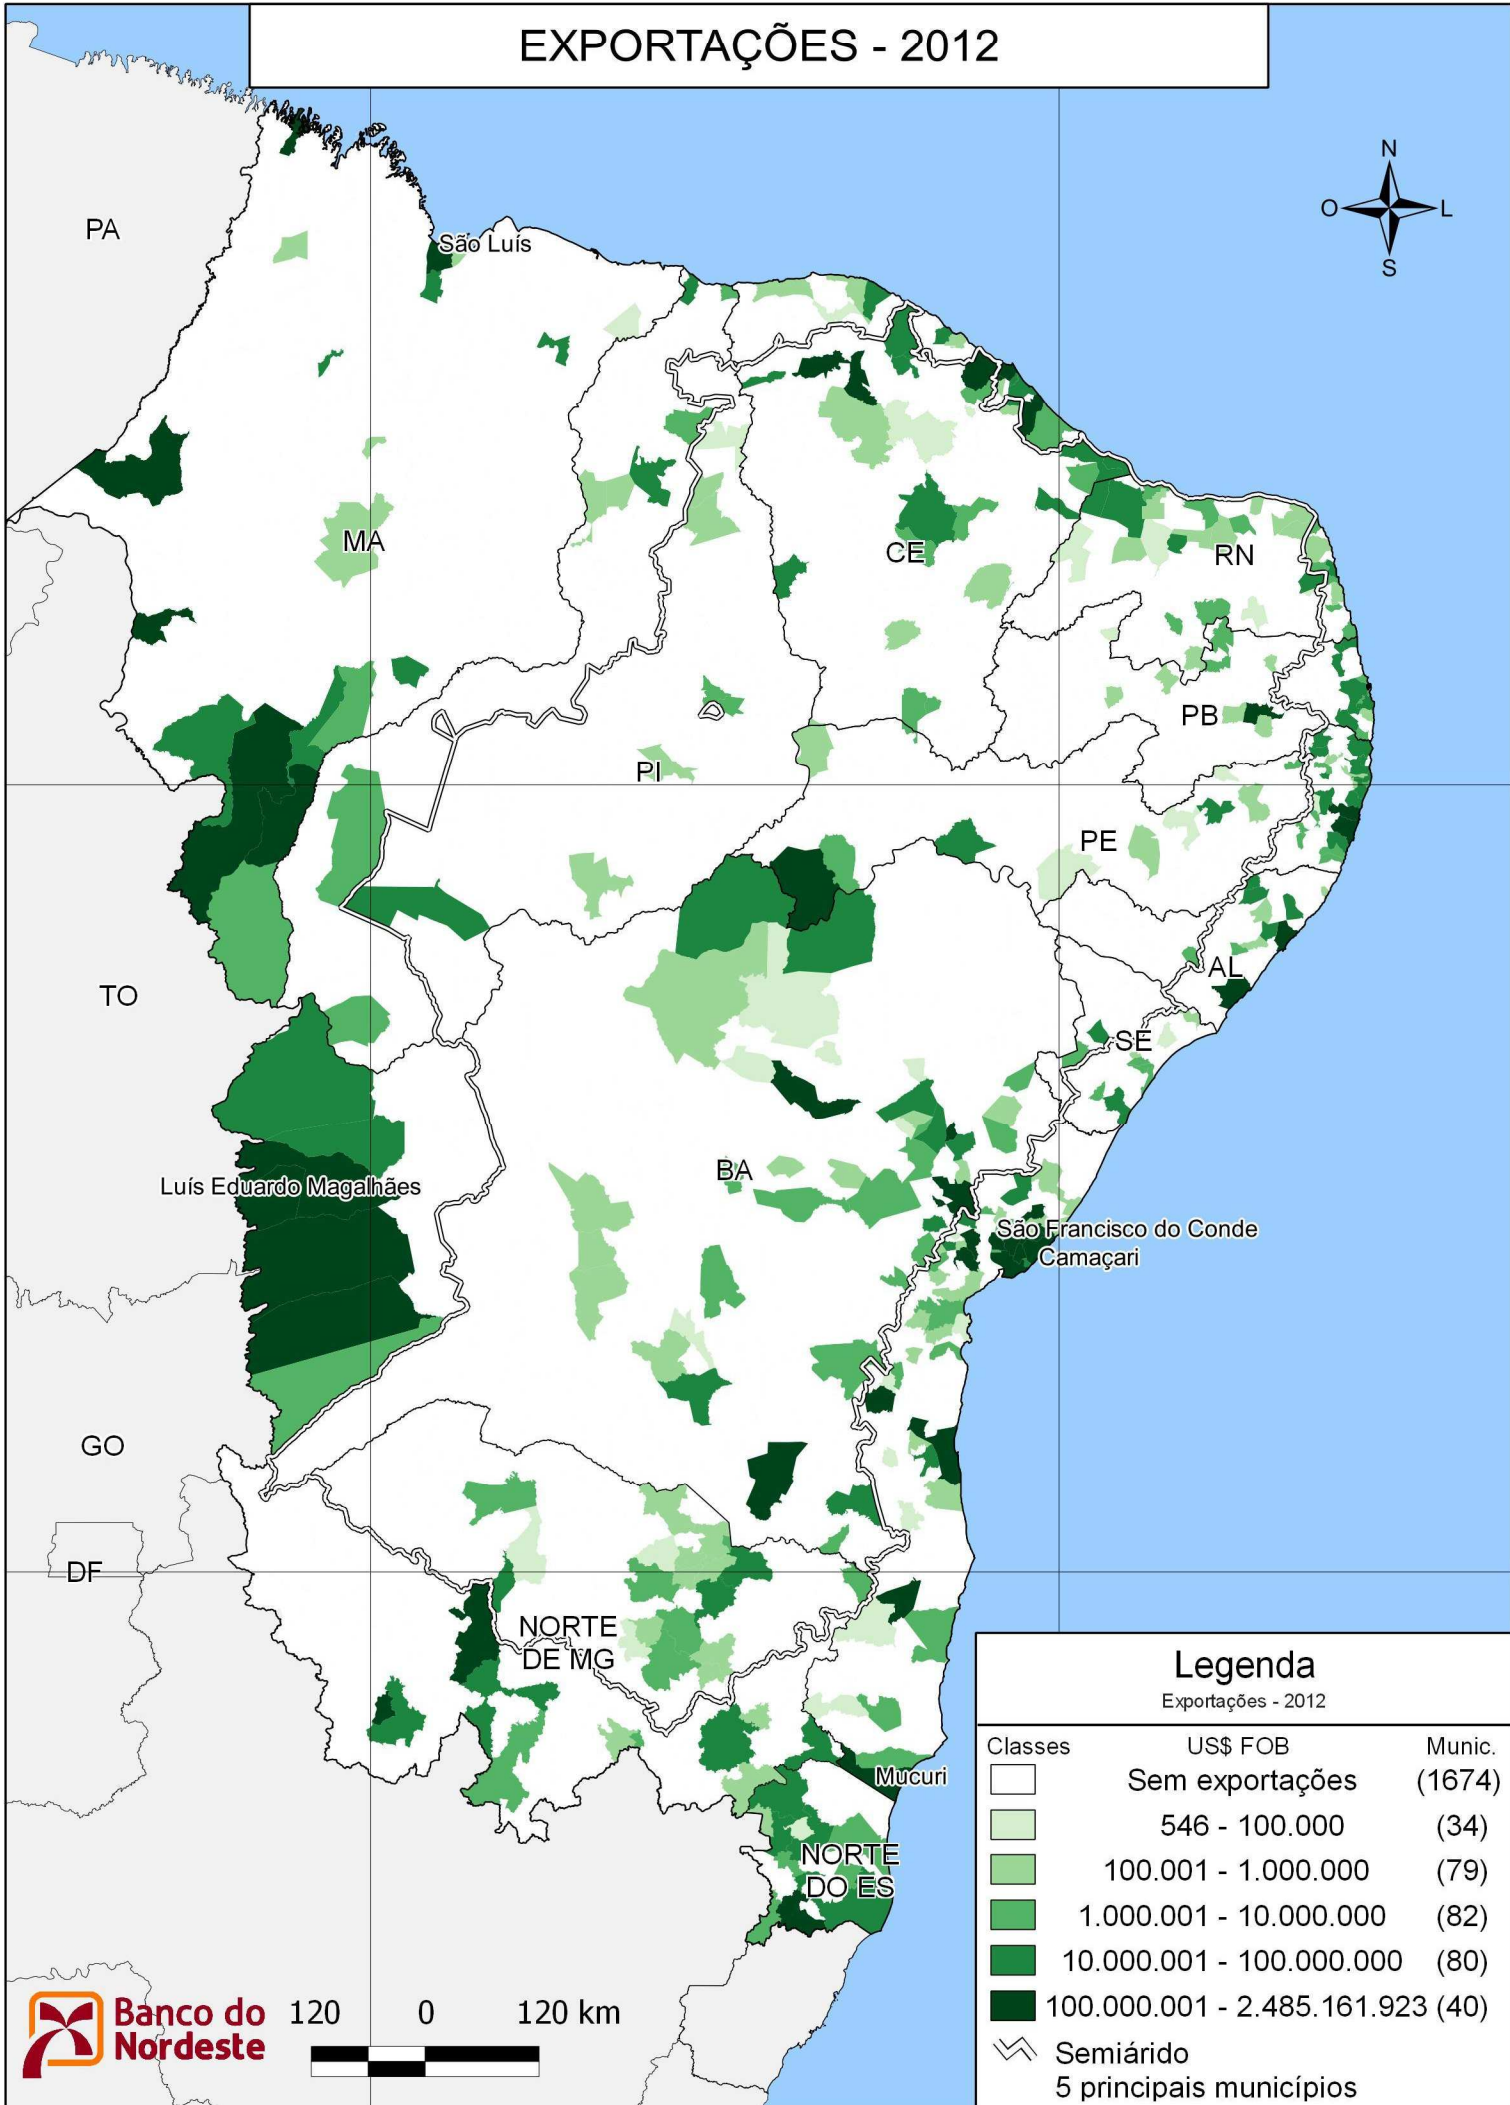 EXPORTAÇÕES - 2012
N
O L
S
PA
São Luís
MA
CE
RN
PB
PI
PE
TO
AL
SE
BA
Luís Eduardo Magalhães
São Francisco do Conde
Camaçari
GO
DF
NORTE
DE MG
Mucuri
NORTE
DO ES
Legenda
Exportações - 2012
Classes US$ FOB Munic.
Sem exportações (1674)
546 - 100.000 (34)
100.001 - 1.000.000 (79)
1.000.001 - 10.000.000 (82)
10.000.001 - 100.000.000 (80)
100.000.001 - 2.485.161.923 (40)
Semiárido
5 principais municípios
Banco do
Nordeste
120 0 120 km